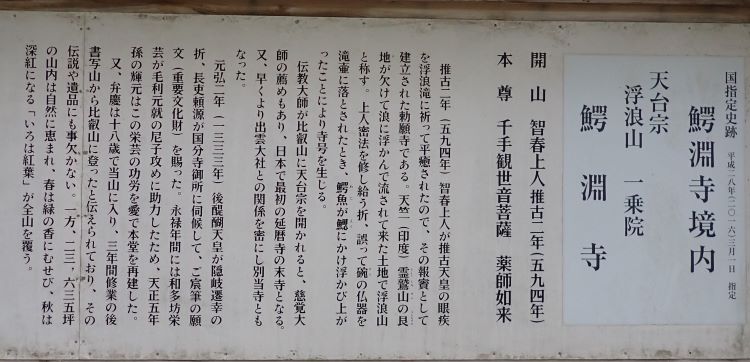 国指定史跡 平成二八年(二〇一六)三月一日 指定
鰐淵寺境内
天台宗
浮浪山 一乗院
鰐淵寺
開山 智春上人推古二年(五九四年)
本尊 千手観世音菩薩 薬師如来
推古二年(五九四年)智春上人が推古天皇の眼疾
を浮浪滝に祈って平癒されたので、その報賽として
建立された勅願寺である。天竺(印度)霊鷲山の艮
地が欠けて浪に浮かんで流されて来た土地で浮浪山
と称す。上人密法を修し給う折、誤って碗の仏器を
滝壷に落とされたとき、鰐魚が鰓にかけ浮かび上が
ったことにより寺号を生じる。
伝教大師が比叡山に天台宗を開かれると、慈覚大
師の薦めもあり、日本で最初の延暦寺の末寺となる。
又、早くより出雲大社との関係を密にし別当寺とも
なった。
元弘二年(一三三二年)後醍醐天皇が隠岐遷幸の
折、長吏頼源が国分寺御所に伺候して、ご宸筆の願
文(重要文化財)を賜った。永禄年間には和多坊栄
芸が毛利元就の尼子攻めに助力したため、天正五年
孫の輝元はこの栄芸の功労を愛で本堂を再建した。
又、弁慶は十八歳で当山に入り、三年間修業の後
書写山から比叡山に登ったと伝えられており、その
伝説や遺品にも事欠かない。一方、二三、六三五坪
の山内は自然に恵まれ、春は緑の香にむせび、秋は
深紅になる「いろは紅葉」が全山を覆う。